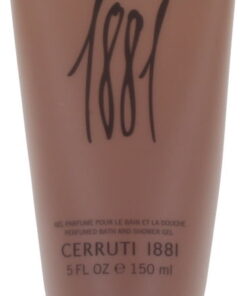 1881
GEL PARFUMÉ POUR LE BAIN ET LA DOUCHE
PERFUMED BATH AND SHOWER GEL
CERRUTI 1881
5 FL OZ ℮ 150 ml